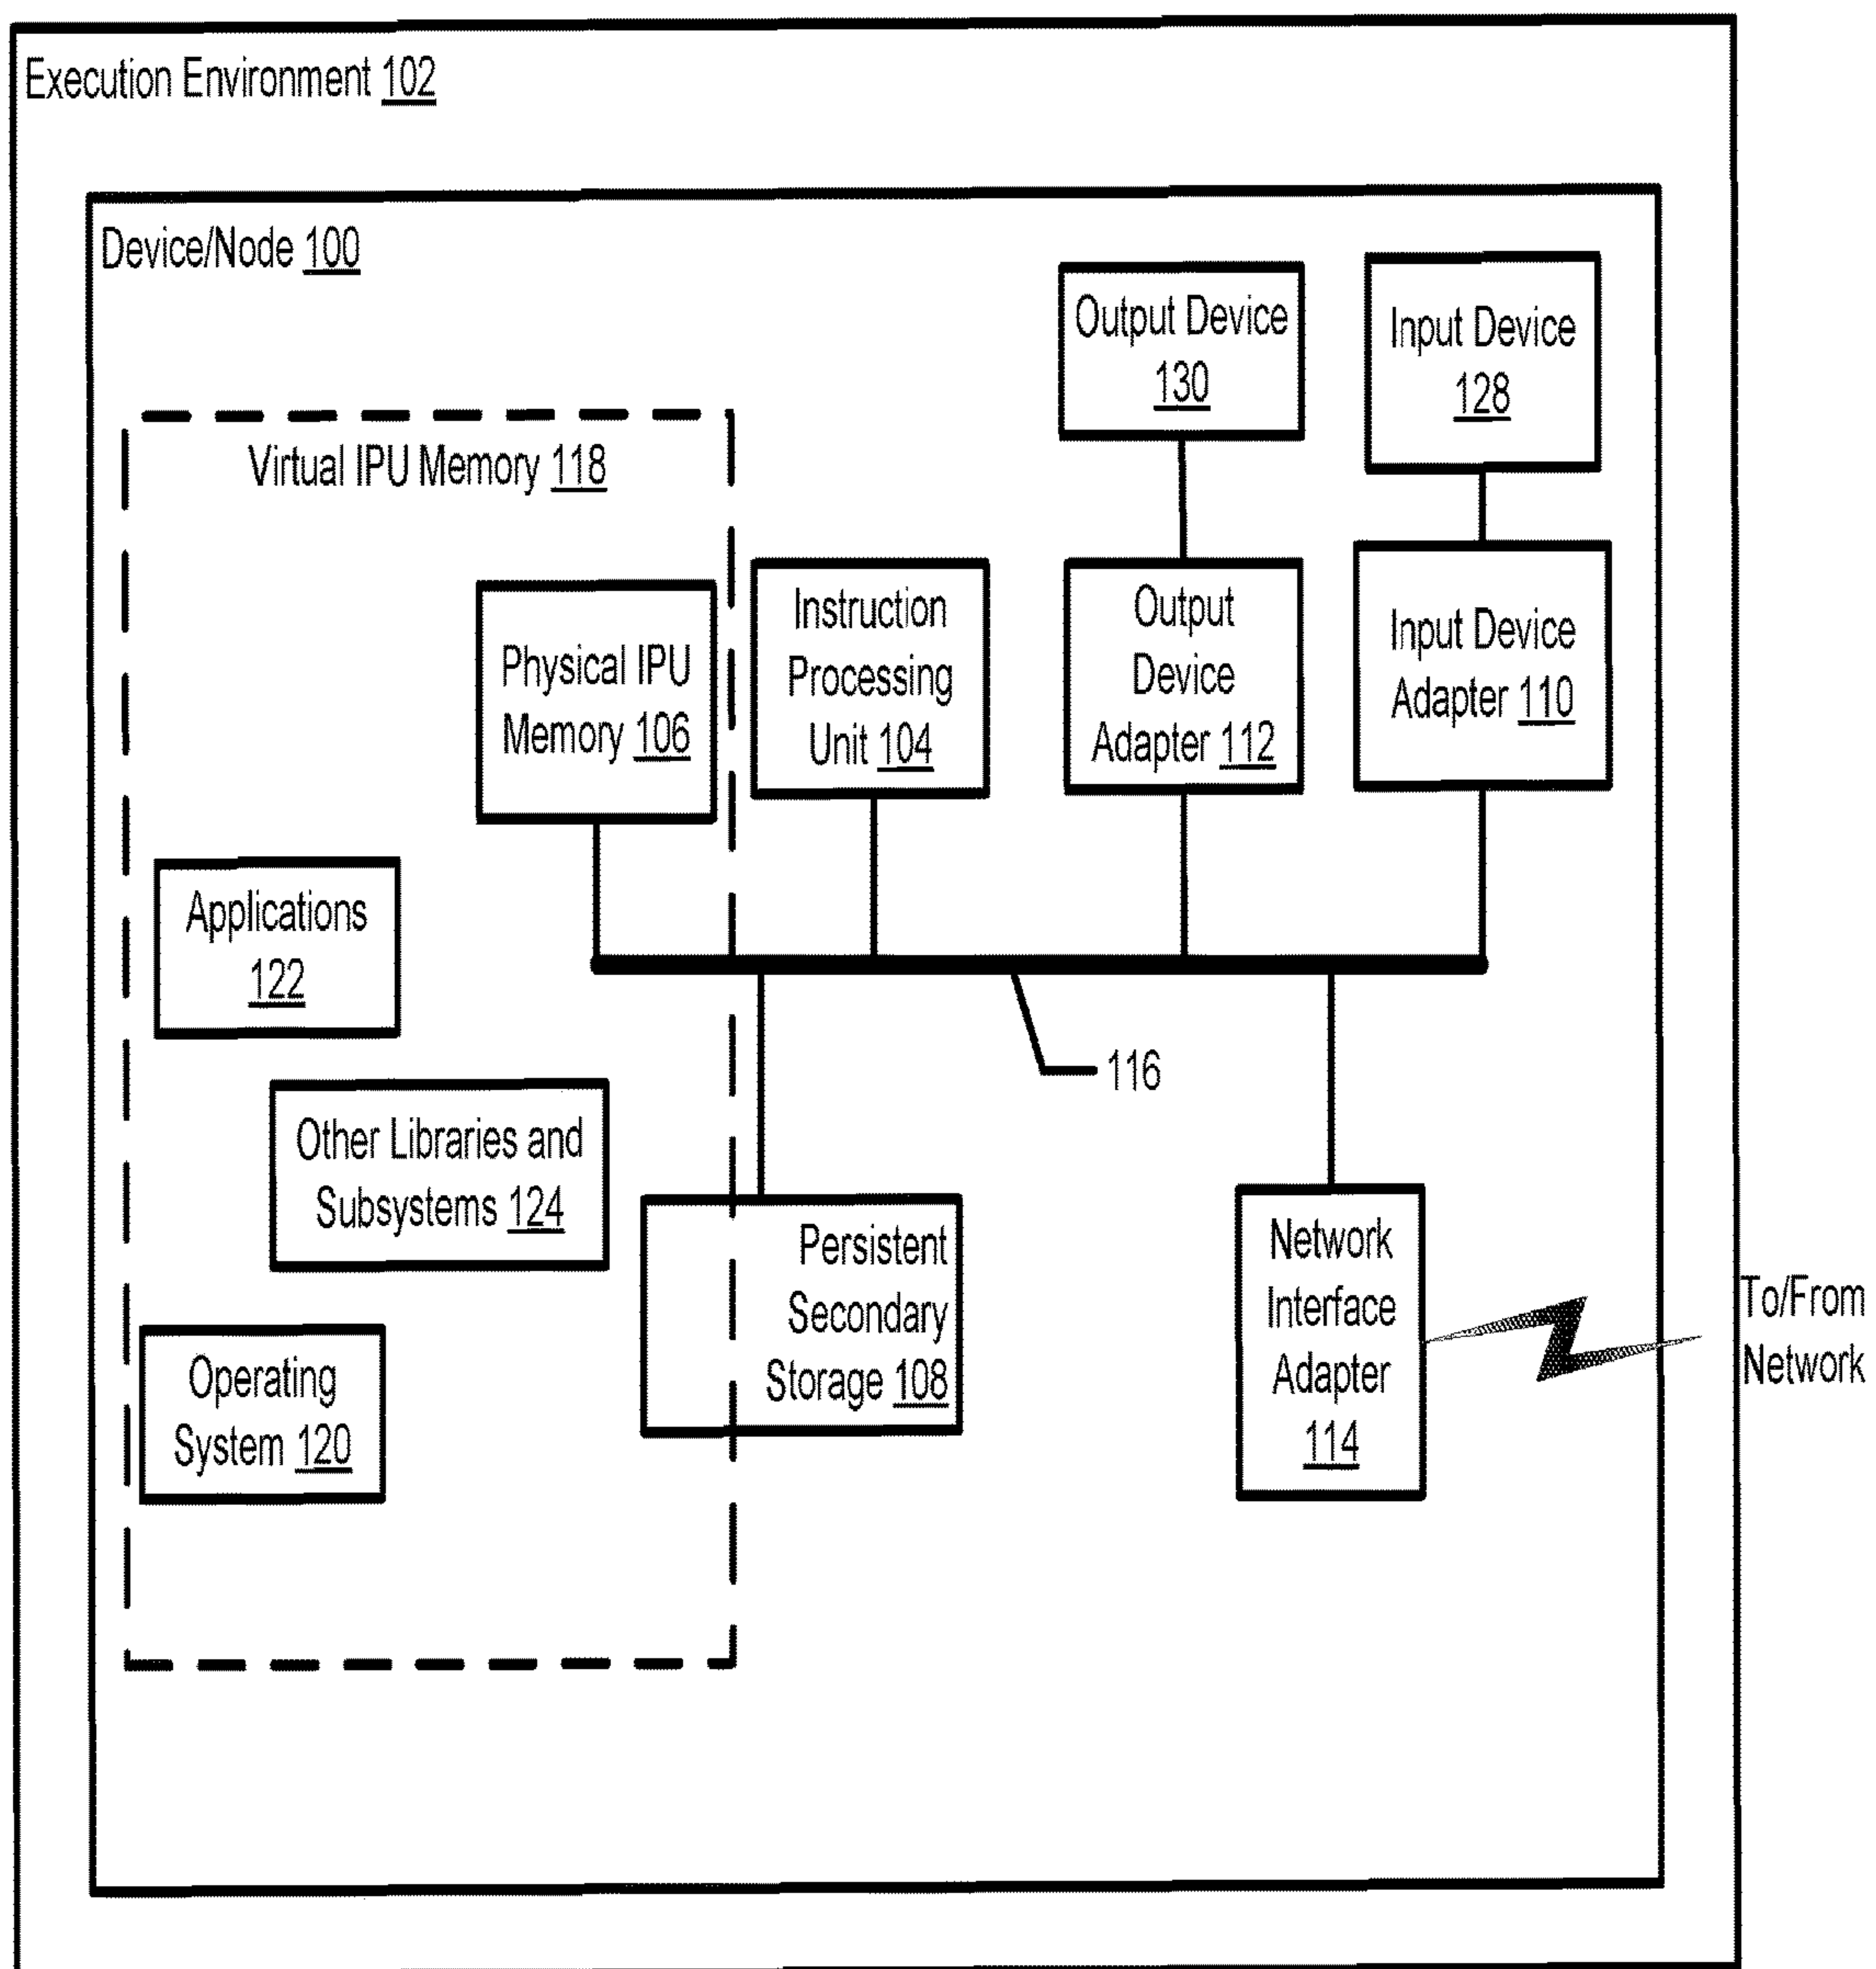 Execution Environment 102
Device/Node 100
Output Device
130
Input Device
128
Virtual IPU Memory 118
Physical IPU
Memory 106
Instruction
Processing
Unit 104
Output
Device
Adapter 112
Input Device
Adapter 110
Applications
122
116
Other Libraries and
Subsystems 124
Persistent
Secondary
Storage 108
Network
Interface
Adapter
114
To/From
Network
Operating
System 120